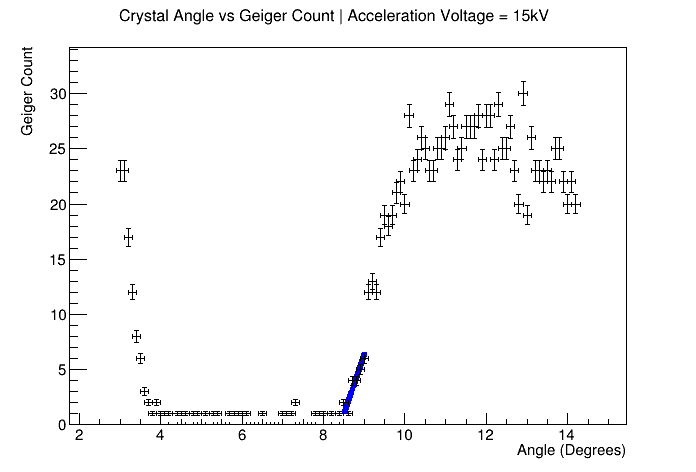 Crystal Angle vs Geiger Count | Acceleration Voltage = 15kV
Geiger Count
30
25
20
15
10
5
0
2 4 6 8 10 12 14
Angle (Degrees)